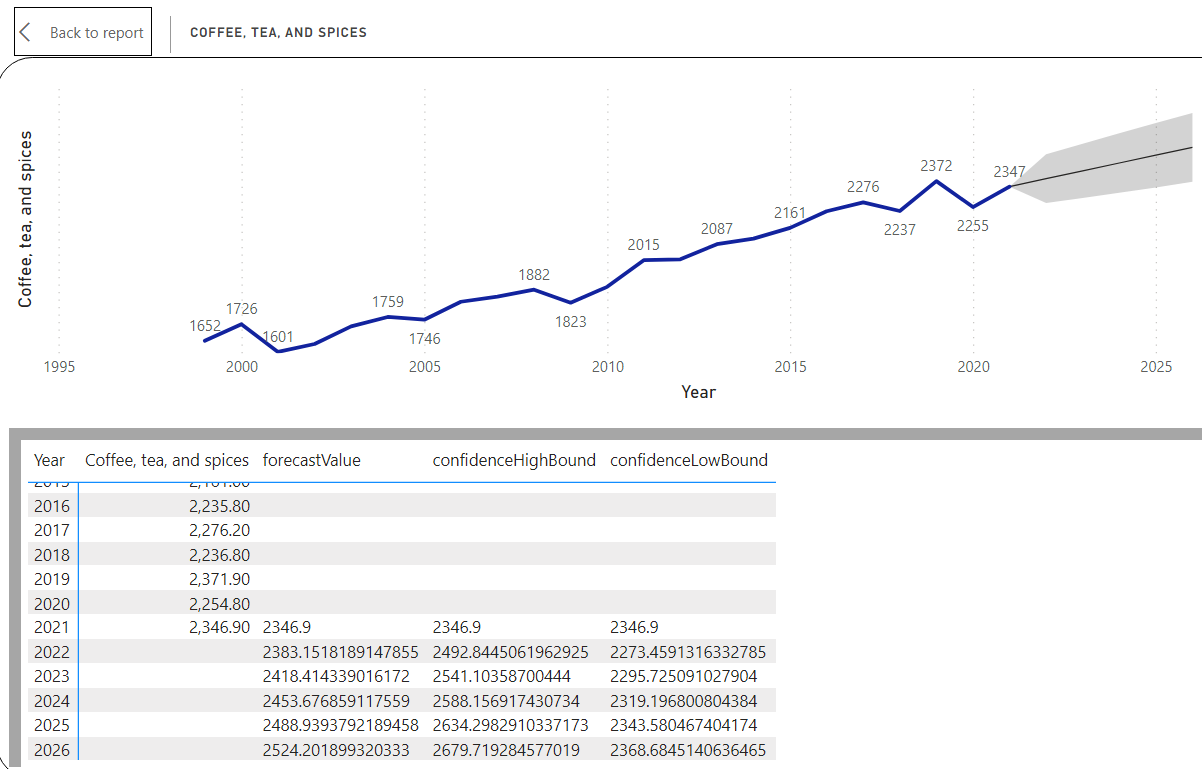 Back to report
COFFEE, TEA, AND SPICES
Coffee, tea, and spices
1652
1726
1601
1759
1746
1882
1823
2015
2087
2161
2276
2237
2372
2255
2347
1995 2000 2005 2010 2015 2020 2025
Year
Year Coffee, tea, and spices forecastValue confidenceHighBound confidenceLowBound
2016 2,235.80
2017 2,276.20
2018 2,236.80
2019 2,371.90
2020 2,254.80
2021 2,346.90 2346.9 2346.9 2346.9
2022 2383.1518189147855 2492.8445061962925 2273.4591316332785
2023 2418.414339016172 2541.10358700444 2295.725091027904
2024 2453.676859117559 2588.156917430734 2319.196800804384
2025 2488.9393792189458 2634.2982910337173 2343.580467404174
2026 2524.201899320333 2679.719284577019 2368.6845140636465